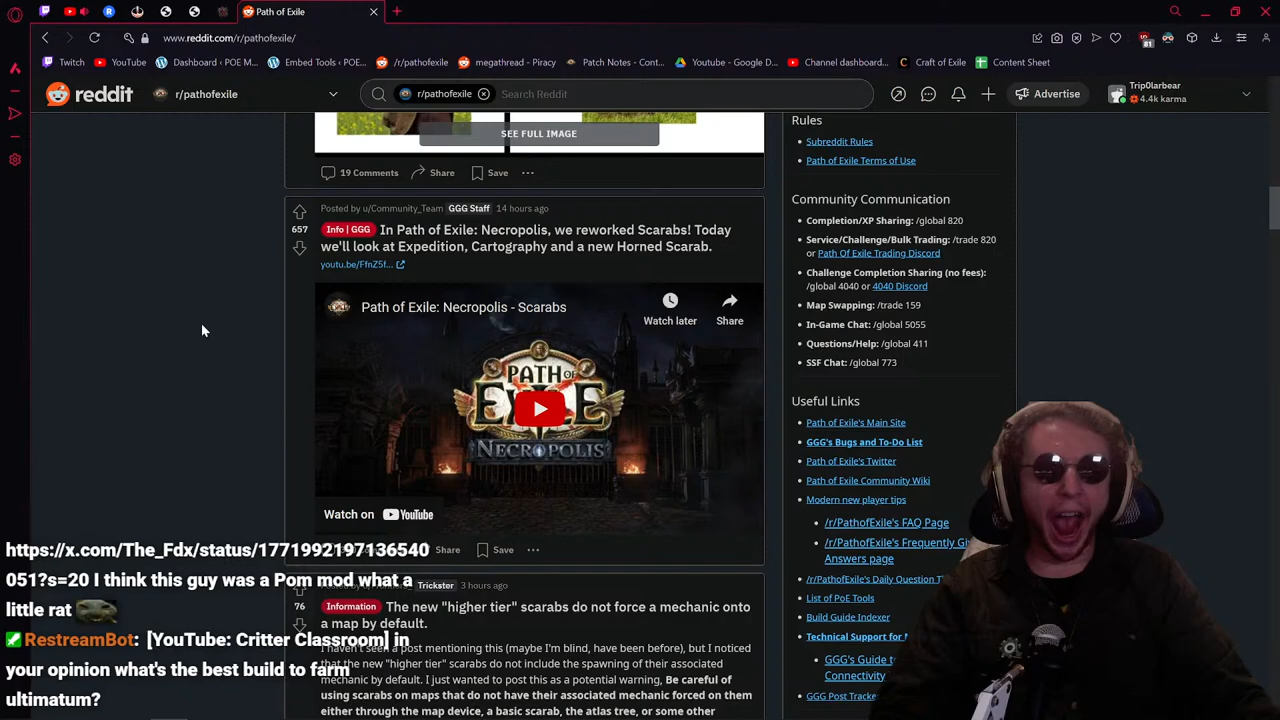 Path of Exile
www.reddit.com/r/pathofexile/
81
Twitch
YouTube
Dashboard ‹ POE M...
Embed Tools ‹ POE...
/r/pathofexile
megathread - Piracy
Patch Notes - Cont...
Youtube - Google D...
Channel dashboard...
Craft of Exile
Content Sheet
reddit
r/pathofexile
r/pathofexile
Search Reddit
Advertise
Trip0larbear
4.4k karma
SEE FULL IMAGE
19 Comments
Share
Save
Posted by u/Community_Team GGG Staff 14 hours ago
657
Info | GGG In Path of Exile: Necropolis, we reworked Scarabs! Today
we'll look at Expedition, Cartography and a new Horned Scarab.
youtu.be/FfnZ5f...
Path of Exile: Necropolis - Scarabs
Watch later
Share
PATH OF
EXILE
NECROPOLIS
Watch on YouTube
Share
Save
Trickster 3 hours ago
76
Information The new "higher tier" scarabs do not force a mechanic onto
a map by default.
I haven't seen a post mentioning this (maybe I'm blind, have been before), but I noticed
that the new "higher tier" scarabs do not include the spawning of their associated
mechanic by default. I just wanted to post this as a potential warning, Be careful of
using scarabs on maps that do not have their associated mechanic forced on them
either through the map device, a basic scarab, the atlas tree, or some other
Rules
Subreddit Rules
Path of Exile Terms of Use
Community Communication
Completion/XP Sharing: /global 820
Service/Challenge/Bulk Trading: /trade 820
or Path Of Exile Trading Discord
Challenge Completion Sharing (no fees):
/global 4040 or 4040 Discord
Map Swapping: /trade 159
In-Game Chat: /global 5055
Questions/Help: /global 411
SSF Chat: /global 773
Useful Links
Path of Exile's Main Site
GGG's Bugs and To-Do List
Path of Exile's Twitter
Path of Exile Community Wiki
Modern new player tips
/r/PathofExile's FAQ Page
/r/PathofExile's Frequently Gi
Answers page
/r/PathofExile's Daily Question T
List of PoE Tools
Build Guide Indexer
Technical Support for
GGG's Guide to
Connectivity
GGG Post Tracke
https://x.com/The_Fdx/status/1771992197136540
051?s=20 I think this guy was a Pom mod what a
little rat
RestreamBot: [YouTube: Critter Classroom] in
your opinion what's the best build to farm
ultimatum?